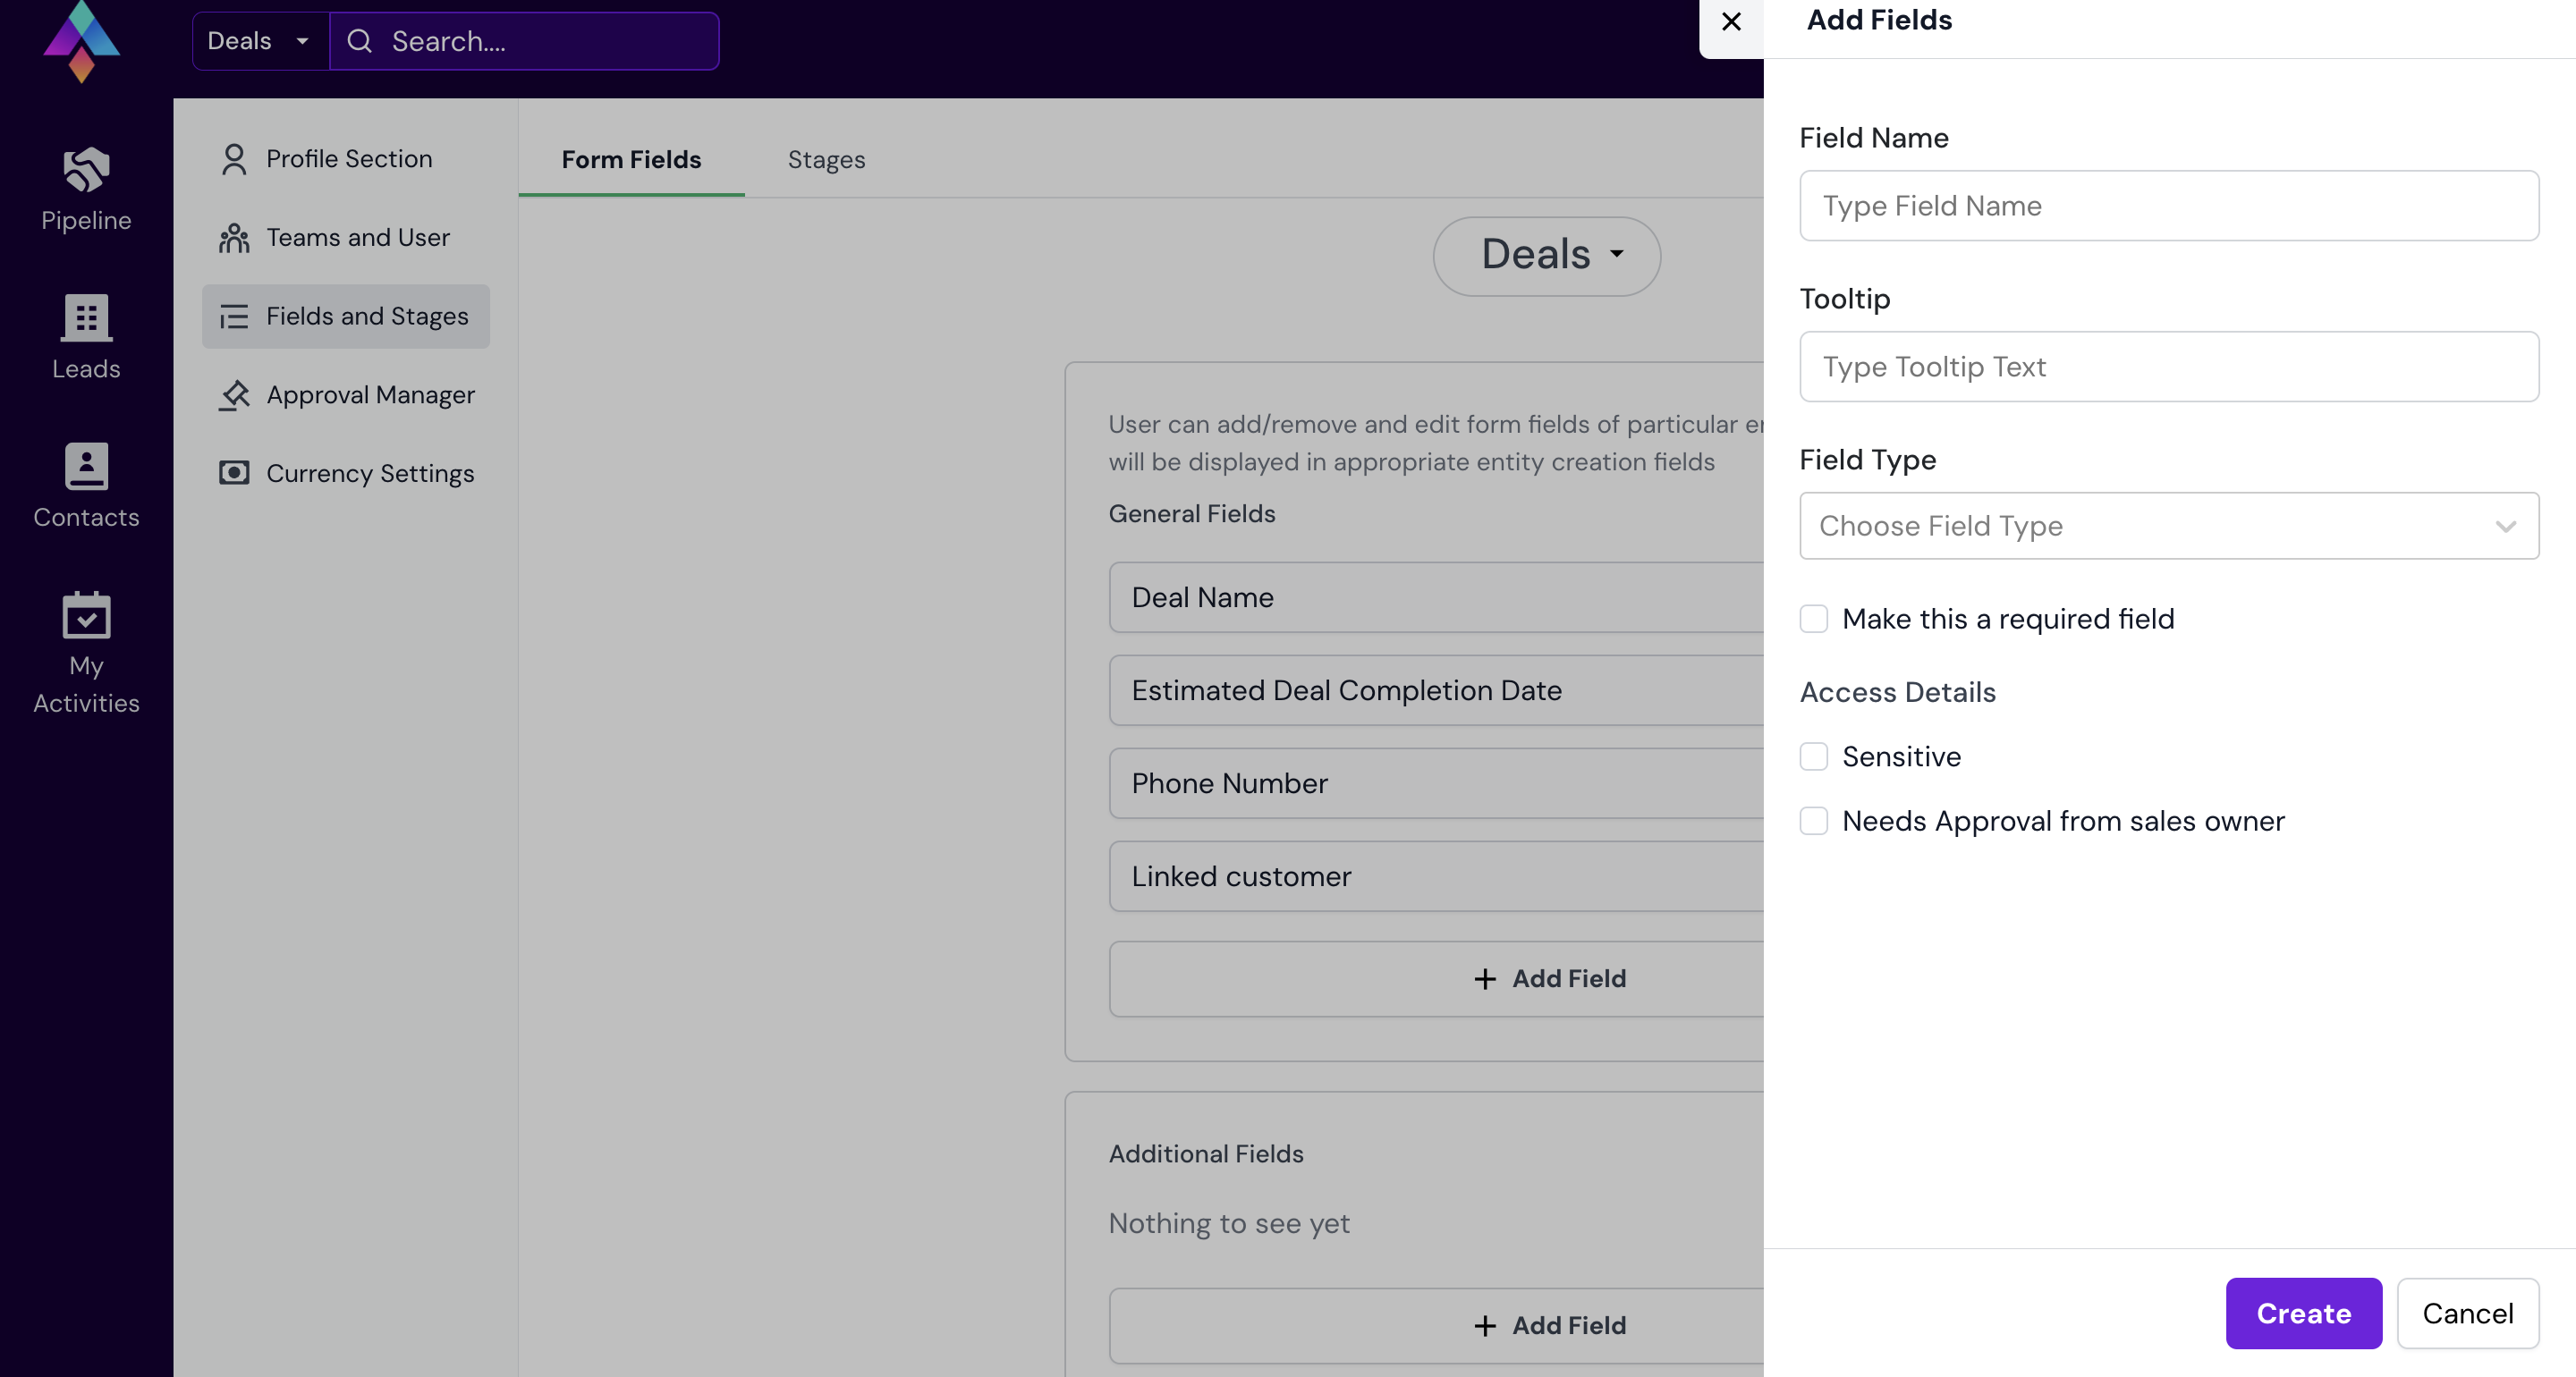 Deals
Search....
Add Fields
Pipeline
Leads
Contacts
My
Activities
Profile Section
Teams and User
Fields and Stages
Approval Manager
Currency Settings
Form Fields
Stages
Deals
User can add/remove and edit form fields of particular
will be displayed in appropriate entity creation fields
General Fields
Deal Name
Estimated Deal Completion Date
Phone Number
Linked customer
+ Add Field
Additional Fields
Nothing to see yet
+ Add Field
Field Name
Type Field Name
Tooltip
Type Tooltip Text
Field Type
Choose Field Type
Make this a required field
Access Details
Sensitive
Needs Approval from sales owner
Create
Cancel